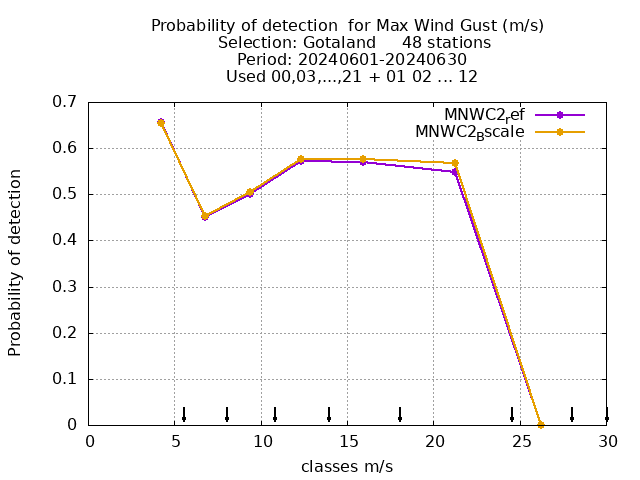 Probability of detection  for Max Wind Gust (m/s)
Selection: Gotaland     48 stations
Period: 20240601-20240630
Used 00,03,...,21 + 01 02 ... 12
MNWC2ref
MNWC2Bscale
0.7
0.6
0.5
0.4
0.3
0.2
0.1
0
Probability of detection
0 5 10 15 20 25 30
classes m/s